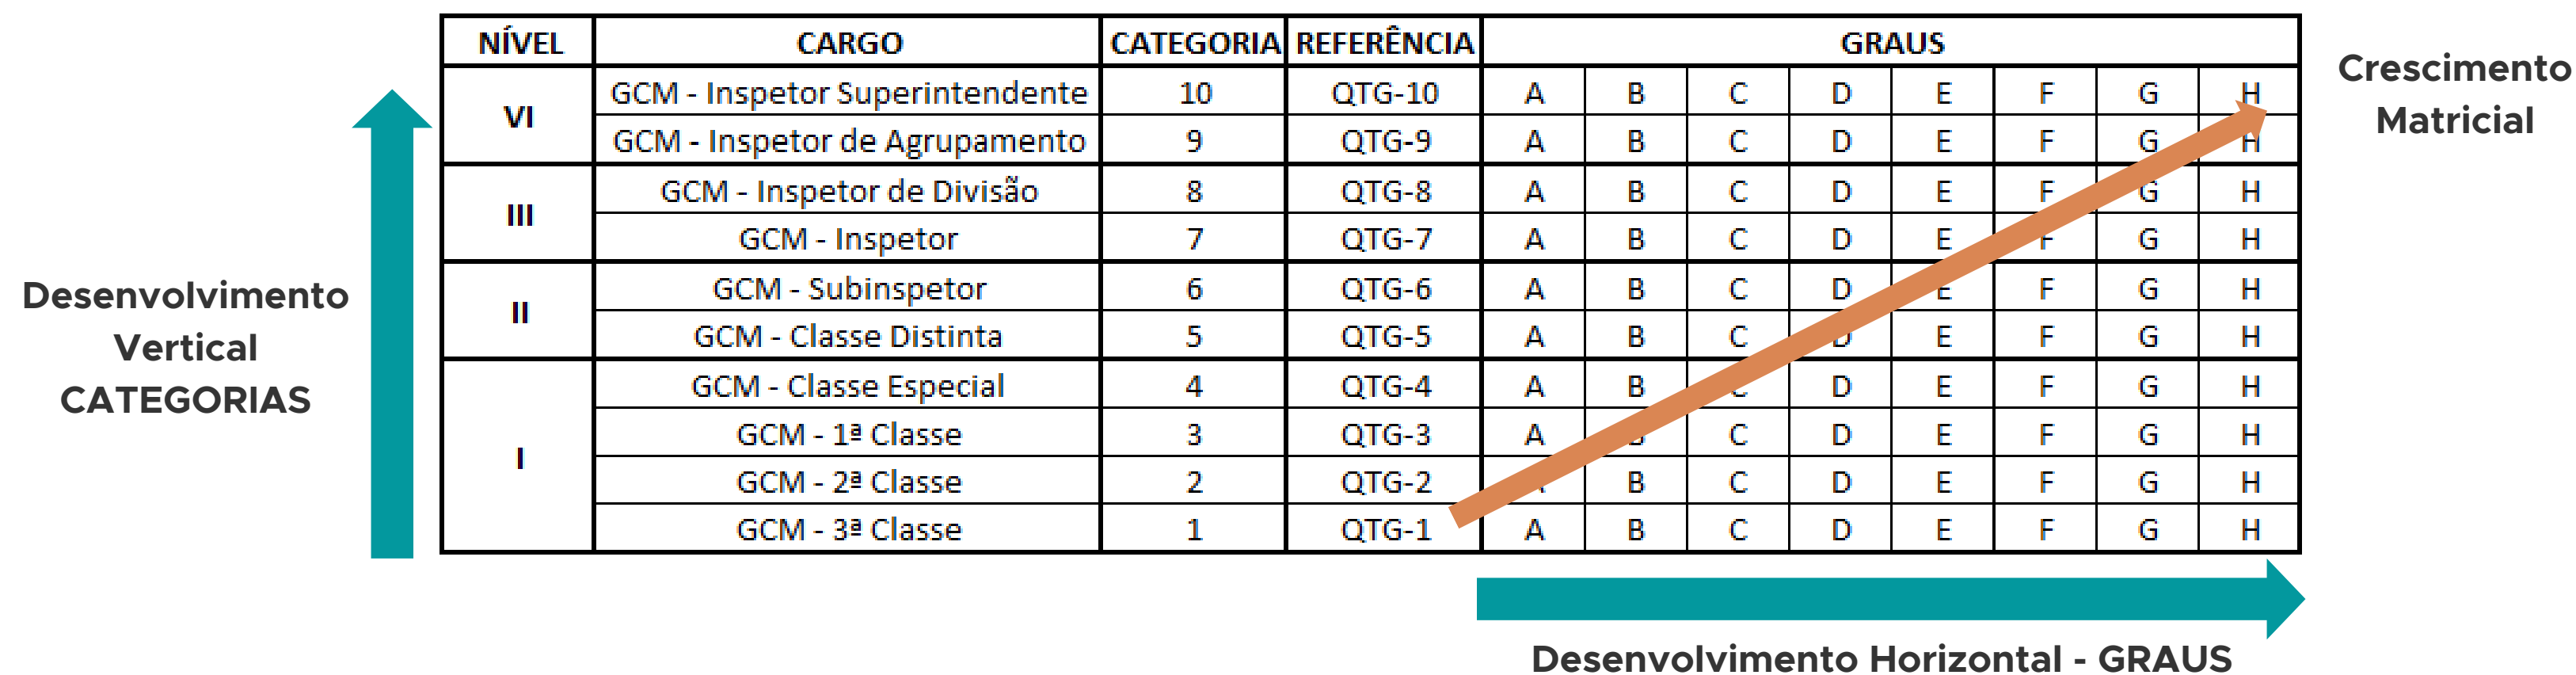 NÍVEL CARGO CATEGORIA REFERÊNCIA GRAUS
VI
GCM - Inspetor Superintendente 10 QTG-10 A B C D E F G H
GCM - Inspetor de Agrupamento 9 QTG-9 A B C D E F G H
III
GCM - Inspetor de Divisão 8 QTG-8 A B C D E F G H
GCM - Inspetor 7 QTG-7 A B C D E F G H
II
GCM - Subinspetor 6 QTG-6 A B C D E F G H
GCM - Classe Distinta 5 QTG-5 A B C D E F G H
I
GCM - Classe Especial 4 QTG-4 A B C D E F G H
GCM - 1ª Classe 3 QTG-3 A B C D E F G H
GCM - 2ª Classe 2 QTG-2 A B C D E F G H
GCM - 3ª Classe 1 QTG-1 A B C D E F G H
Crescimento
Matricial
Desenvolvimento
Vertical
CATEGORIAS
Desenvolvimento Horizontal - GRAUS